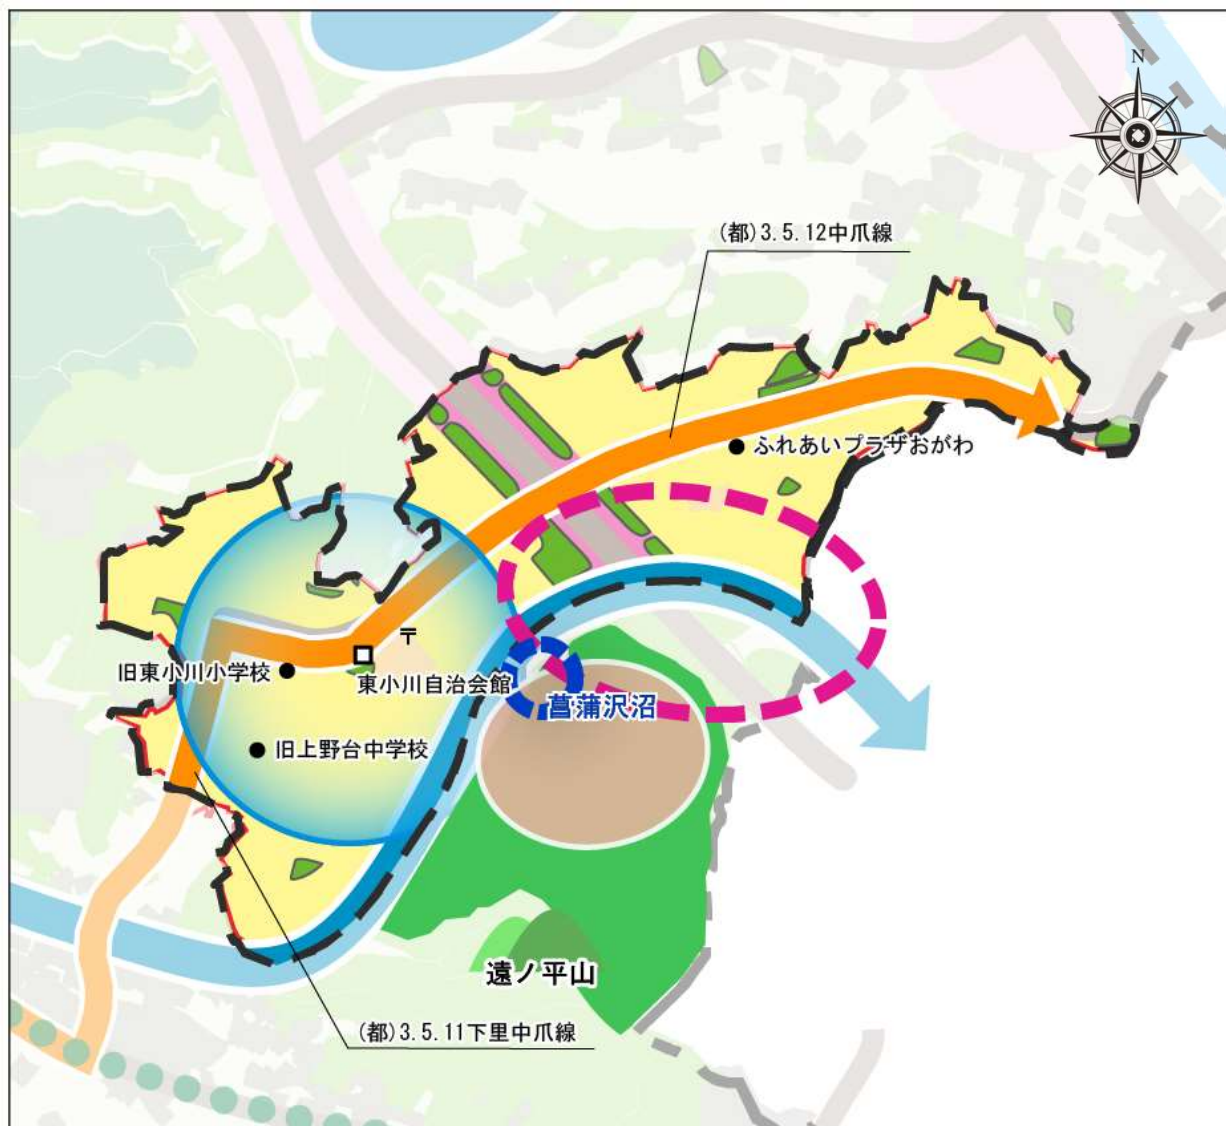 N
(都)3.5.12中爪線
ふれあいプラザおがわ
〒
旧東小川小学校
東小川自治会館
菖蒲沢沼
旧上野台中学校
遠ノ平山
(都)3.5.11下里中爪線